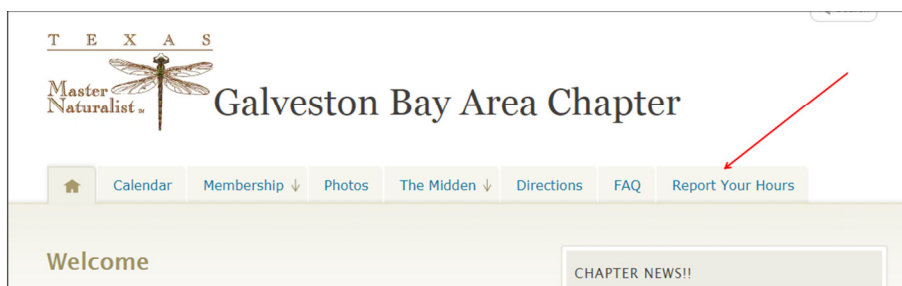 TEXAS
Master
Naturalist
Galveston Bay Area Chapter
Calendar Membership ↓ Photos The Midden ↓ Directions FAQ Report Your Hours
Welcome
CHAPTER NEWS!!